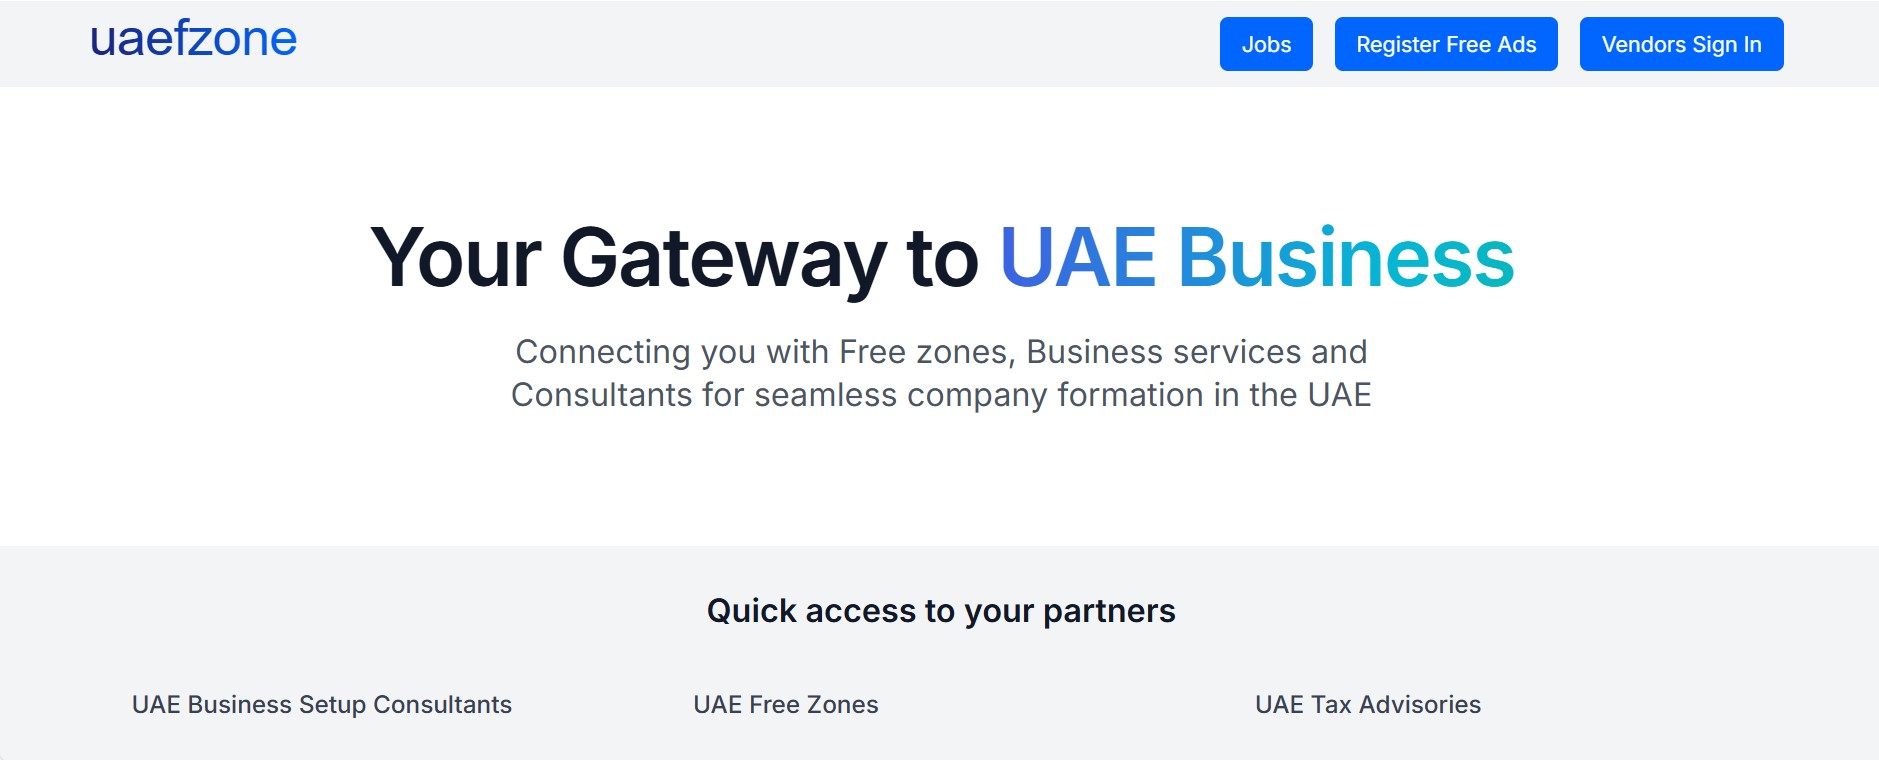 uaefzone
Jobs
Register Free Ads
Vendors Sign In
Your Gateway to UAE Business
Connecting you with Free zones, Business services and
Consultants for seamless company formation in the UAE
Quick access to your partners
UAE Business Setup Consultants
UAE Free Zones
UAE Tax Advisories